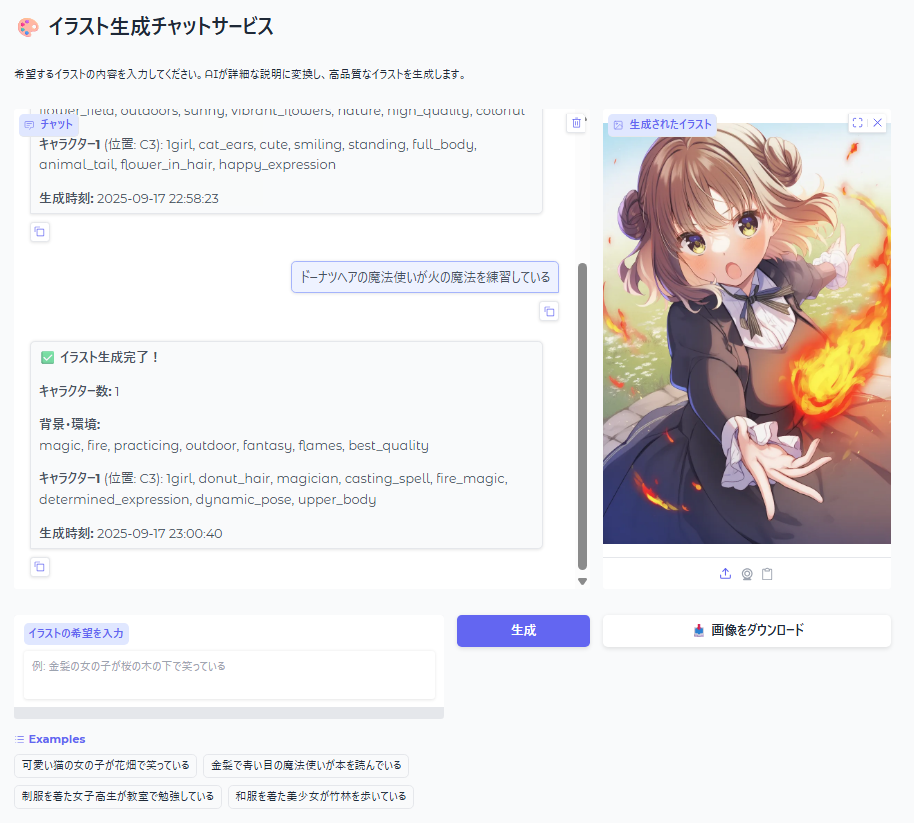 イラスト生成チャットサービス
希望するイラストの内容を入力してください。AIが詳細な説明に変換し、高品質なイラストを生成します。
チャット
flower_field, outdoors, sunny, vibrant_flowers, nature, high_quality, colorful
キャラクター1 (位置: C3): 1girl, cat_ears, cute, smiling, standing, full_body,
animal_tail, flower_in_hair, happy_expression
生成時刻: 2025-09-17 22:58:23
ドーナツヘアの魔法使いが火の魔法を練習している
イラスト生成完了！
キャラクター数: 1
背景・環境:
magic, fire, practicing, outdoor, fantasy, flames, best_quality
キャラクター1 (位置: C3): 1girl, donut_hair, magician, casting_spell, fire_magic,
determined_expression, dynamic_pose, upper_body
生成時刻: 2025-09-17 23:00:40
生成されたイラスト
イラストの希望を入力
例: 金髪の女の子が桜の木の下で笑っている
生成
画像をダウンロード
Examples
可愛い猫の女の子が花畑で笑っている
金髪で青い目の魔法使いが本を読んでいる
制服を着た女子高生が教室で勉強している
和服を着た美少女が竹林を歩いている